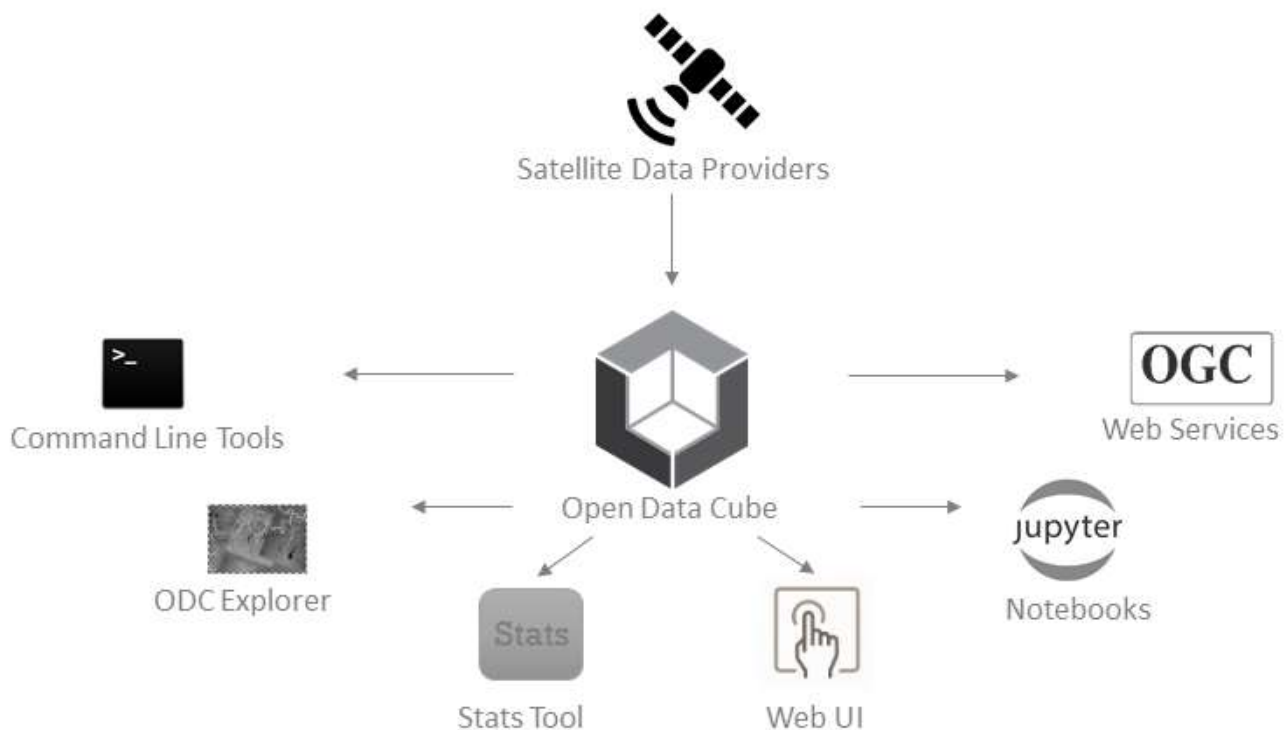 Satellite Data Providers
>_
OGC
Command Line Tools
Web Services
Open Data Cube
jupyter
ODC Explorer
Notebooks
Stats
Stats Tool
Web UI